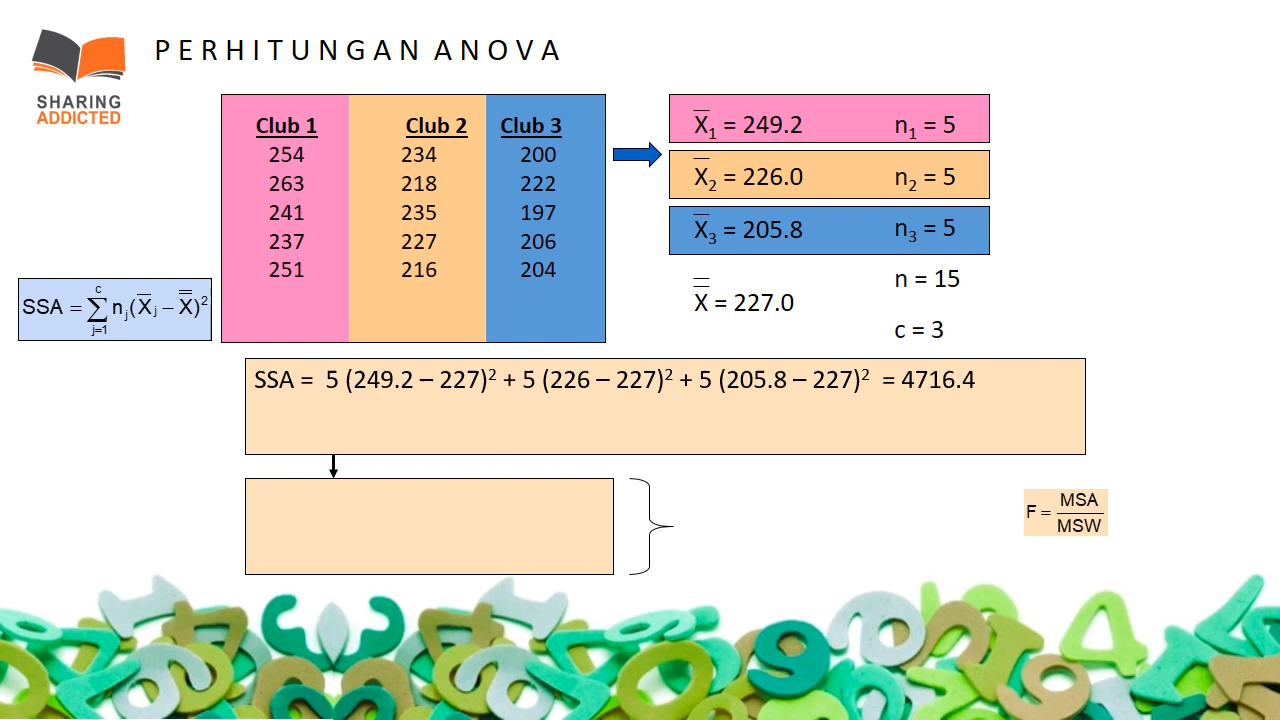 PERHITUNGAN ANOVA
SHARING
ADDICTED
Club 1 Club 2 Club 3
254 234 200
263 218 222
241 235 197
237 227 206
251 216 204
X̅₁ = 249.2 n₁ = 5
X̅₂ = 226.0 n₂ = 5
X̅₃ = 205.8 n₃ = 5
n = 15
X̿ = 227.0
c = 3
SSA = ∑ⱼ₌₁ᶜ nⱼ(X̅ⱼ − X̿)²
SSA = 5 (249.2 – 227)² + 5 (226 – 227)² + 5 (205.8 – 227)² = 4716.4
F = MSA / MSW